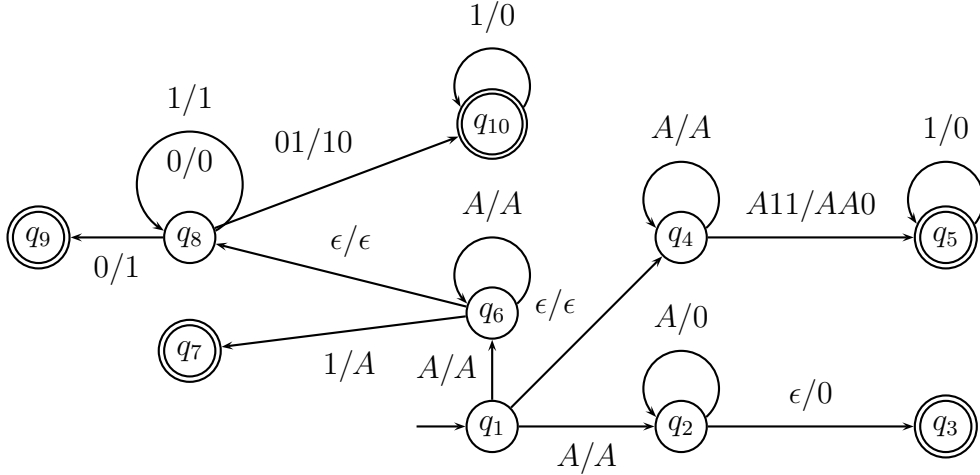 1/0
1/1
01/10
q10
A/A
1/0
0/0
A/A
A11/AA0
q9
q8
ϵ/ϵ
q4
q5
0/1
q6
ϵ/ϵ
A/0
q7
1/A
A/A
ϵ/0
q1
q2
q3
A/A